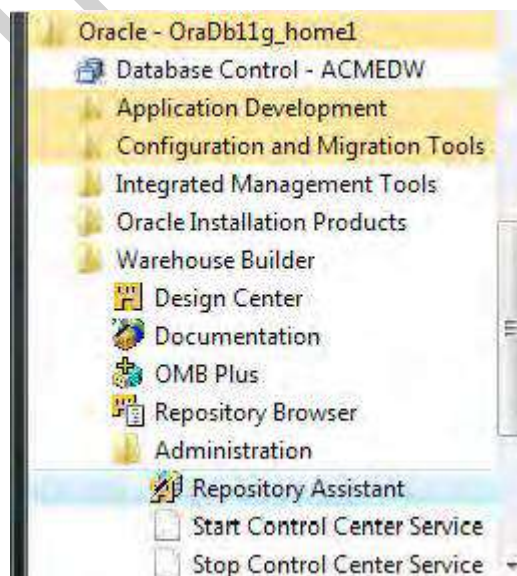 Oracle - OraDb11g_home1
Database Control - ACMEDW
Application Development
Configuration and Migration Tools
Integrated Management Tools
Oracle Installation Products
Warehouse Builder
Design Center
Documentation
OMB Plus
Repository Browser
Administration
Repository Assistant
Start Control Center Service
Stop Control Center Service